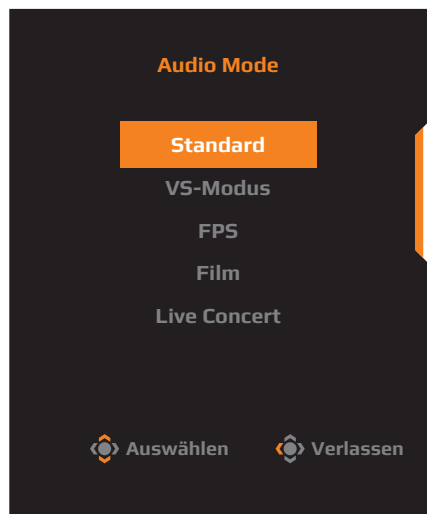 Audio Mode
Standard
VS-Modus
FPS
Film
Live Concert
Auswählen Verlassen